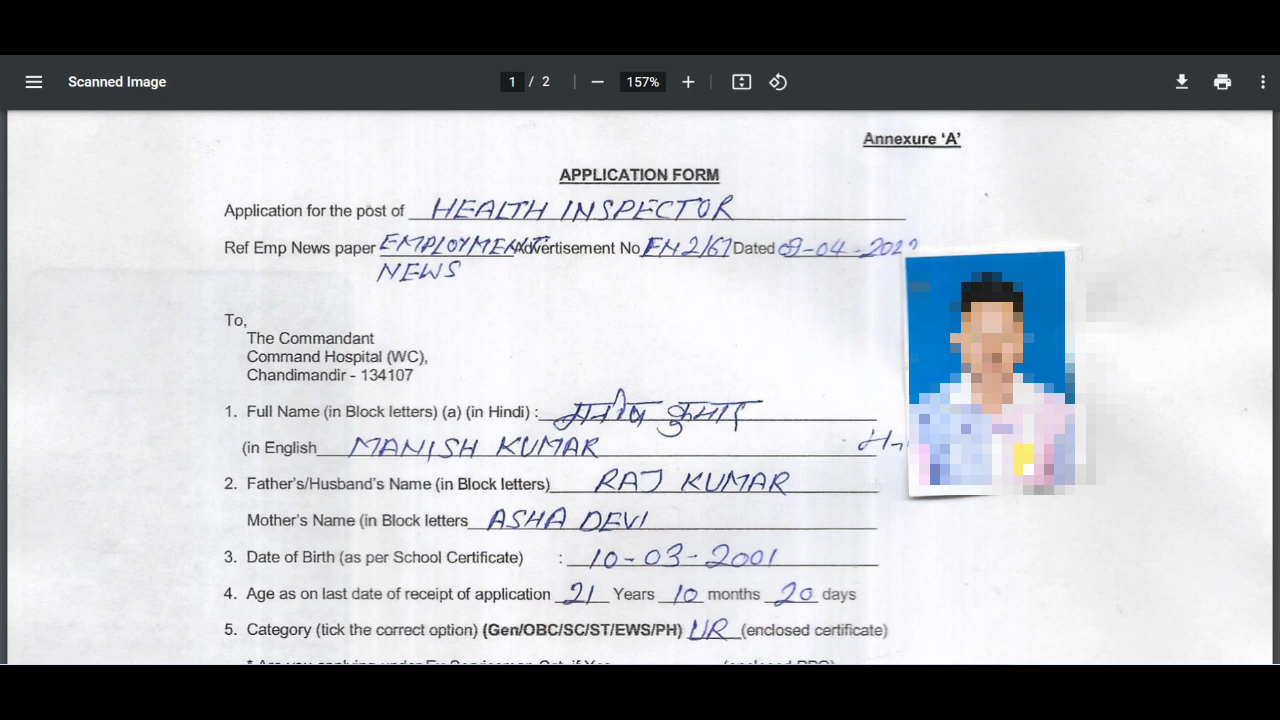 Scanned Image 1 / 2 157%
Annexure ‘A’
APPLICATION FORM
Application for the post of HEALTH INSPECTOR
Ref Emp News paper EMPLOYMENT Advertisement No EN2/67 Dated 09-04-2022
NEWS
To,
The Commandant
Command Hospital (WC),
Chandimandir - 134107
1. Full Name (in Block letters) (a) (in Hindi) : मनीष कुमार
(in English MANISH KUMAR
2. Father's/Husband's Name (in Block letters) RAJ KUMAR
Mother's Name (in Block letters ASHA DEVI
3. Date of Birth (as per School Certificate) : 10-03-2001
4. Age as on last date of receipt of application 21 Years 10 months 20 days
5. Category (tick the correct option) (Gen/OBC/SC/ST/EWS/PH) UR (enclosed certificate)